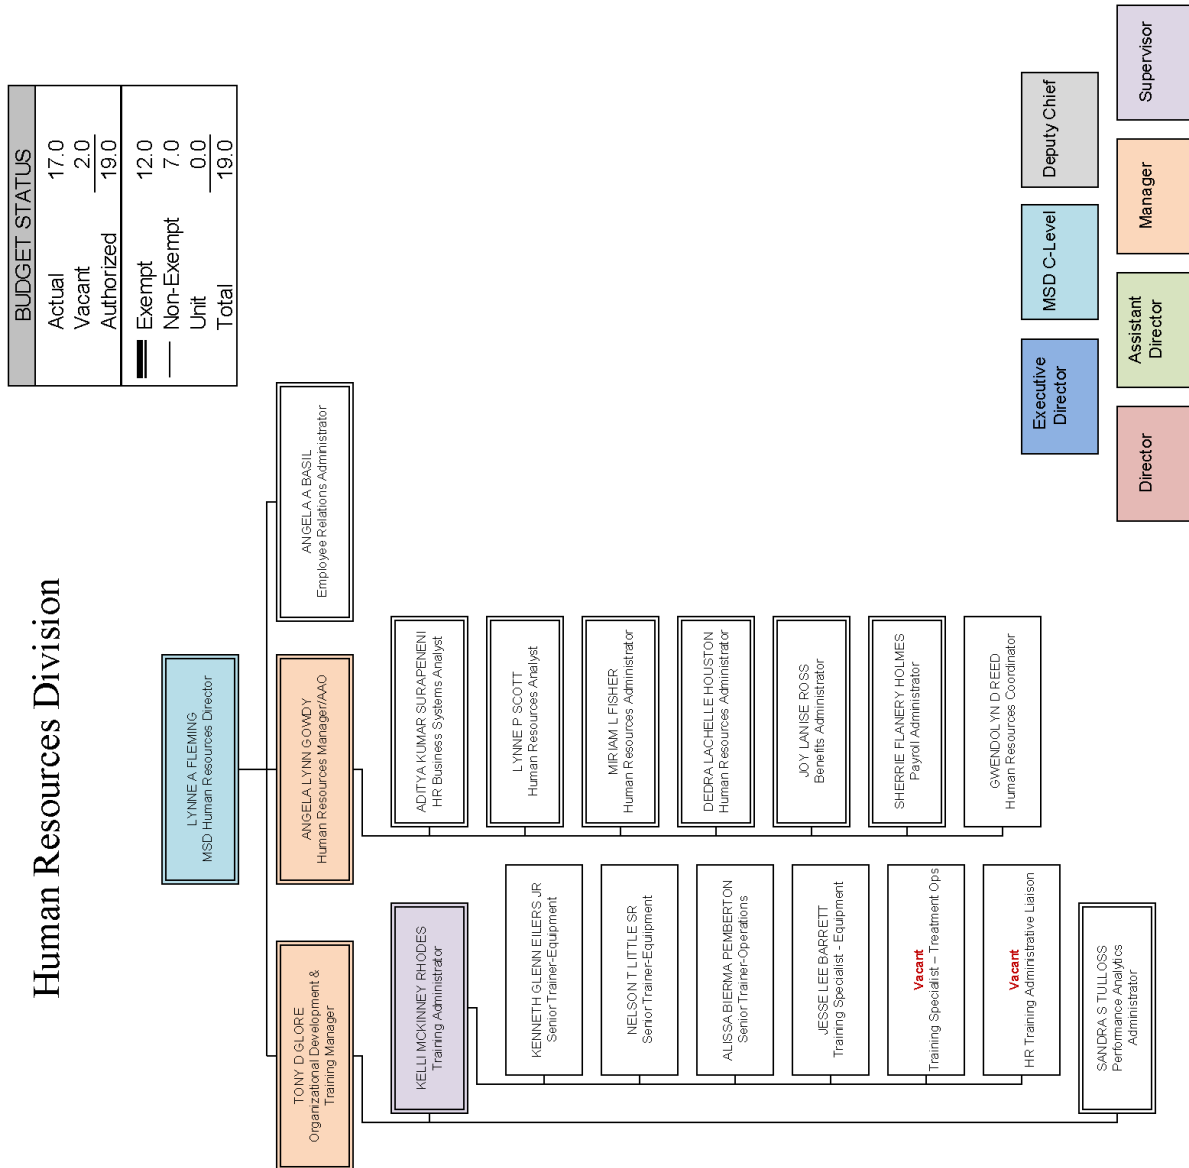 Human Resources Division
BUDGET STATUS
Actual 17.0
Vacant 2.0
Authorized 19.0
Exempt 12.0
Non-Exempt 7.0
Unit 0.0
Total 19.0
LYNNE A FLEMING
MSD Human Resources Director
TONY D GLORE
Organizational Development &
Training Manager
ANGELA LYNN GOWDY
Human Resources Manager/AAO
ANGELA A BASIL
Employee Relations Administrator
KELLI MCKINNEY RHODES
Training Administrator
KENNETH GLENN EILERS JR
Senior Trainer-Equipment
NELSON T LITTLE SR
Senior Trainer-Equipment
ALISSA BIERMA PEMBERTON
Senior Trainer-Operations
JESSE LEE BARRETT
Training Specialist - Equipment
Vacant
Training Specialist – Treatment Ops
Vacant
HR Training Administrative Liaison
SANDRA S TULLOSS
Performance Analytics
Administrator
ADITYA KUMAR SURAPENENI
HR Business Systems Analyst
LYNNE P SCOTT
Human Resources Analyst
MIRIAM L FISHER
Human Resources Administrator
DEDRA LACHELLE HOUSTON
Human Resources Administrator
JOY LANISE ROSS
Benefits Administrator
SHERRIE FLANERY HOLMES
Payroll Administrator
GWENDOLYN D REED
Human Resources Coordinator
Executive
Director
MSD C-Level
Deputy Chief
Director
Assistant
Director
Manager
Supervisor